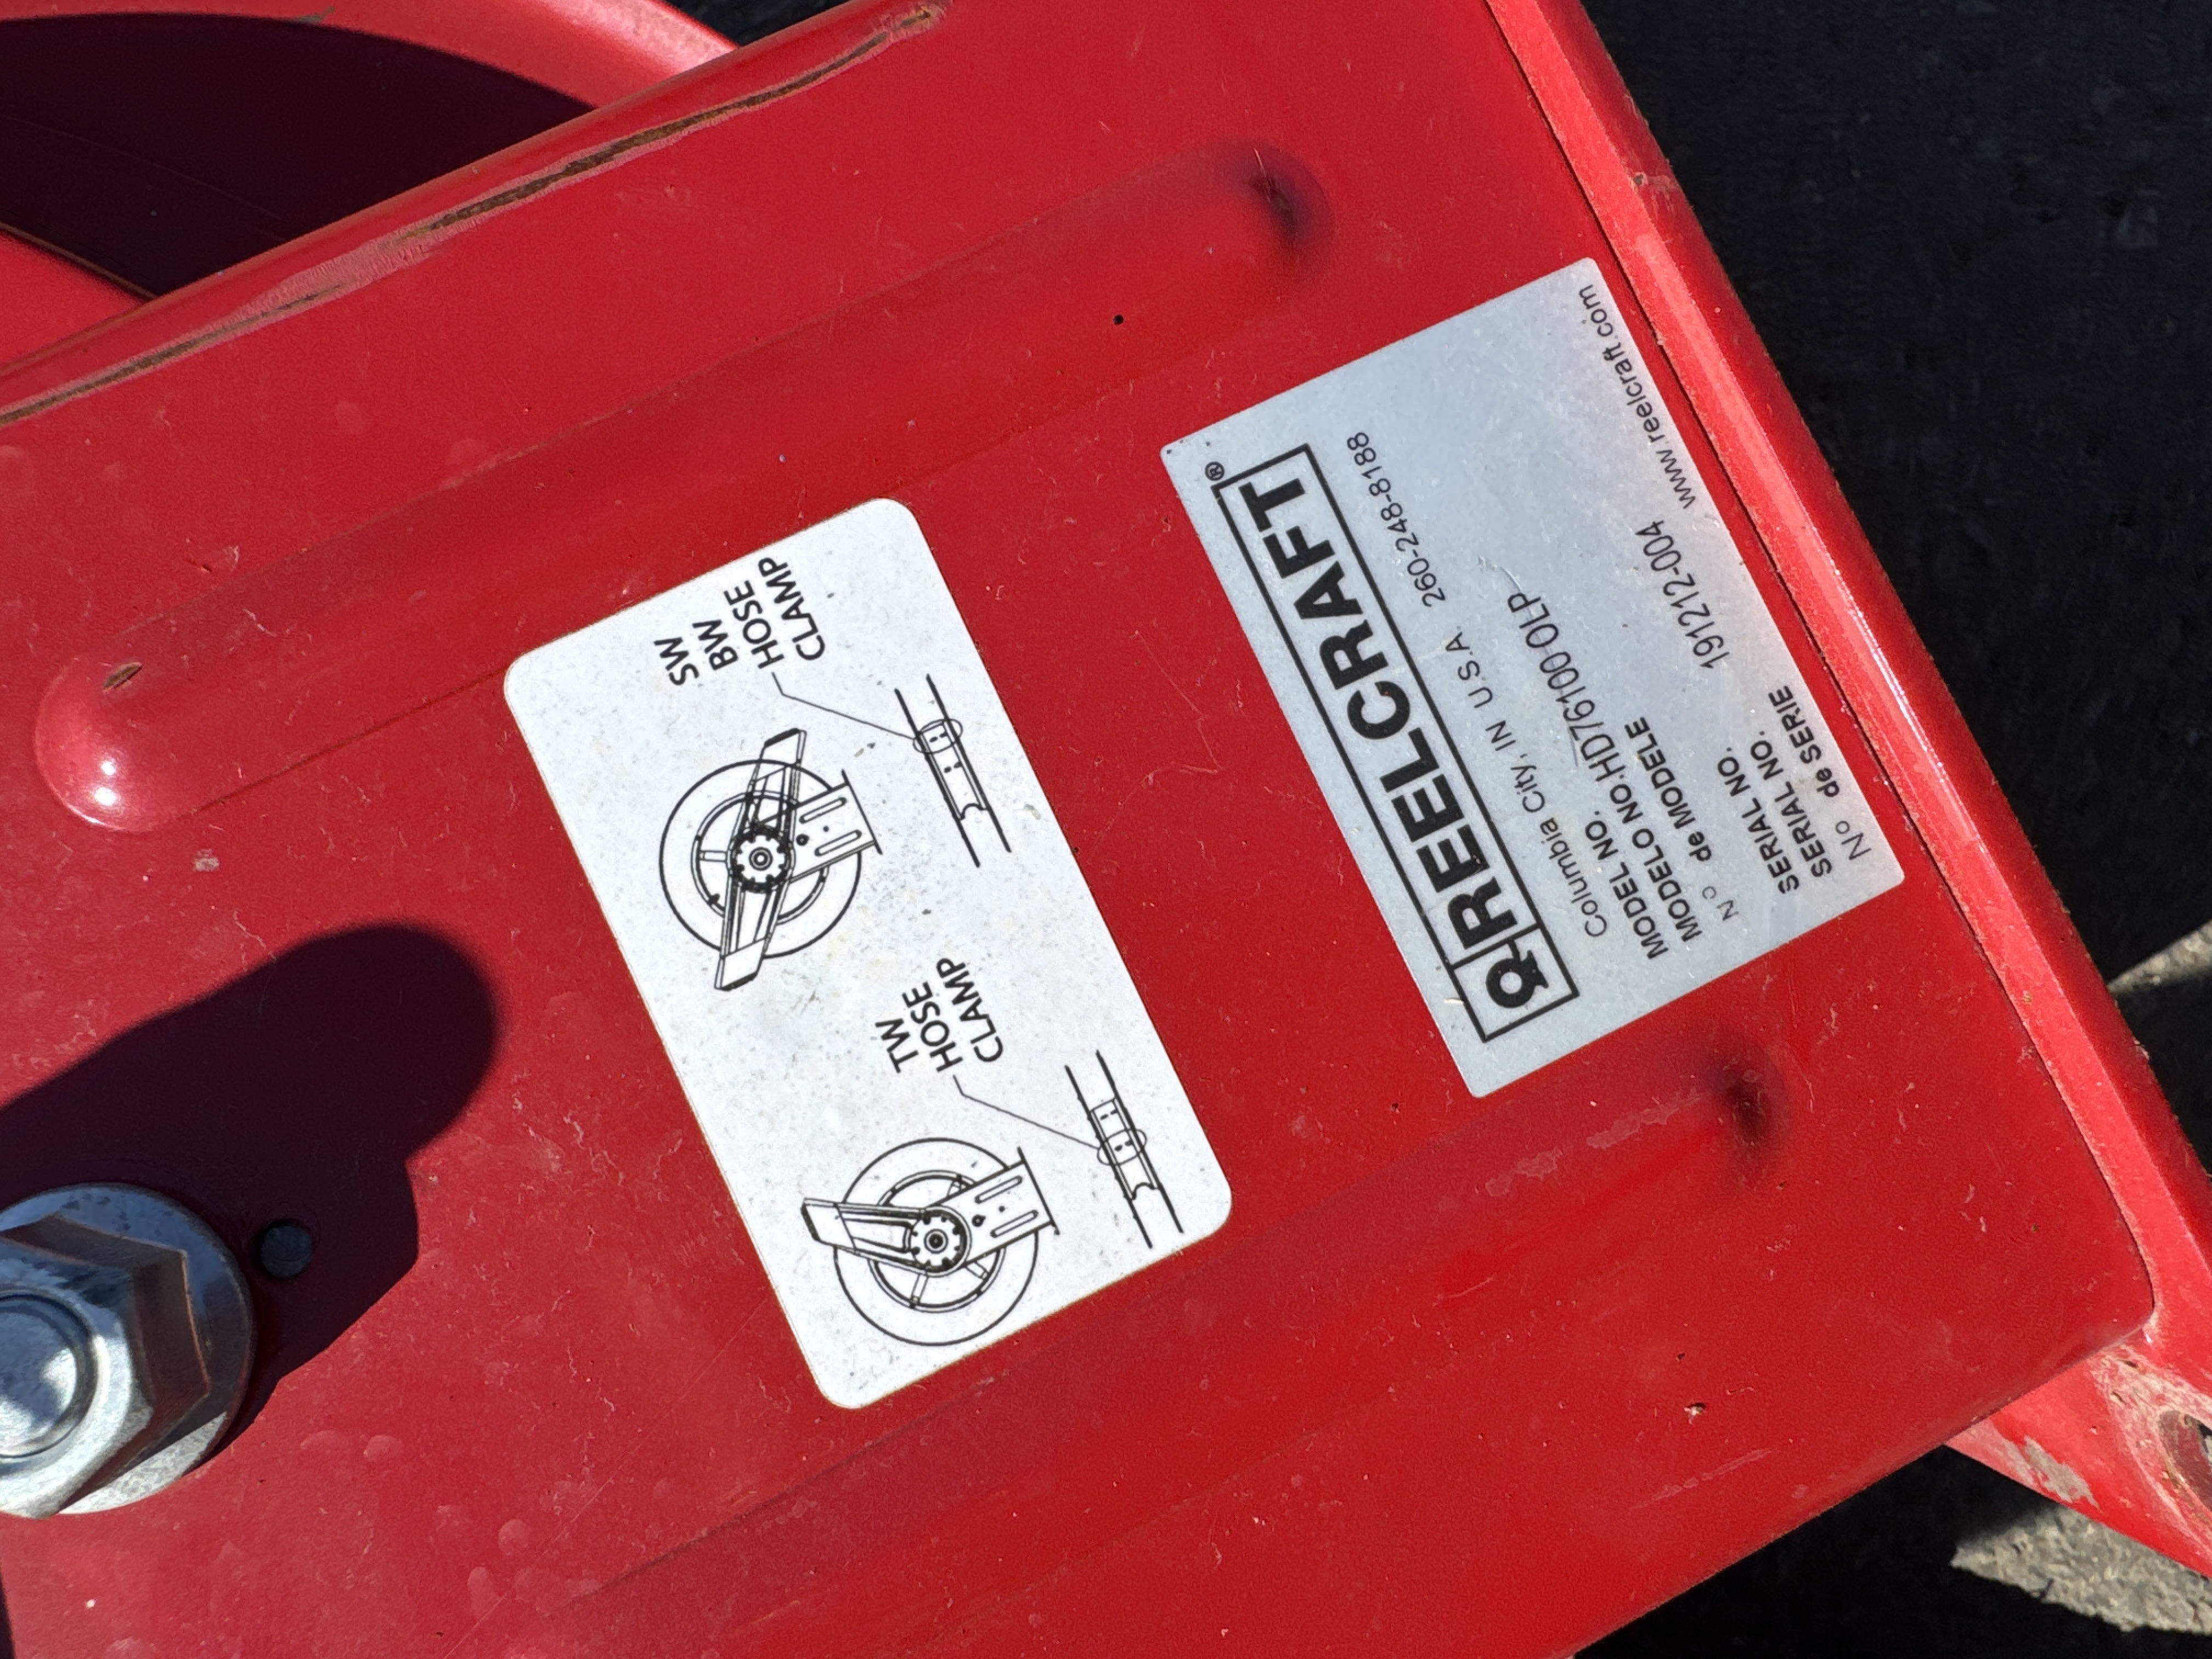 SW
BW
HOSE
CLAMP
TW
HOSE
CLAMP
REELCRAFT®
Columbia City, IN U.S.A. 260-248-8188
MODEL NO.
MODELO NO. HD76100 OLP
Nº de MODELE
SERIAL NO. 191212-004 www.reelcraft.com
SERIAL NO.
Nº de SERIE